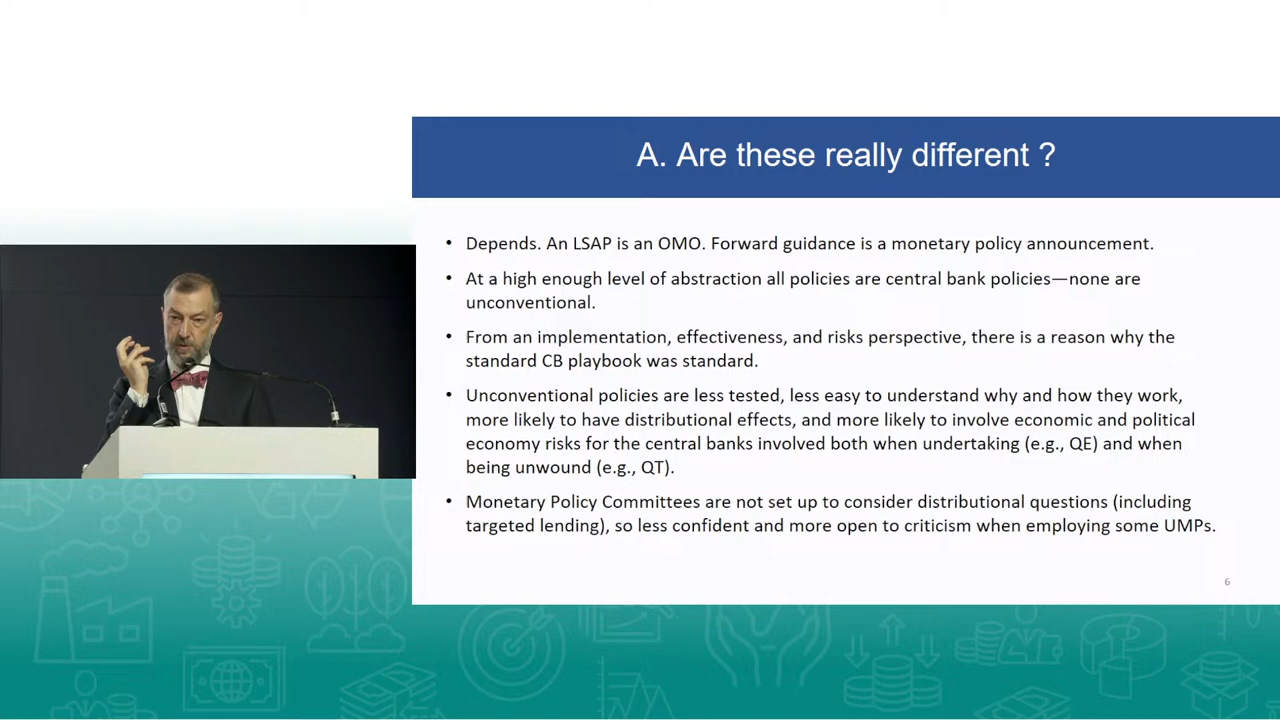 A. Are these really different ?
• Depends. An LSAP is an OMO. Forward guidance is a monetary policy announcement.
• At a high enough level of abstraction all policies are central bank policies—none are
unconventional.
• From an implementation, effectiveness, and risks perspective, there is a reason why the
standard CB playbook was standard.
• Unconventional policies are less tested, less easy to understand why and how they work,
more likely to have distributional effects, and more likely to involve economic and political
economy risks for the central banks involved both when undertaking (e.g., QE) and when
being unwound (e.g., QT).
• Monetary Policy Committees are not set up to consider distributional questions (including
targeted lending), so less confident and more open to criticism when employing some UMPs.
6